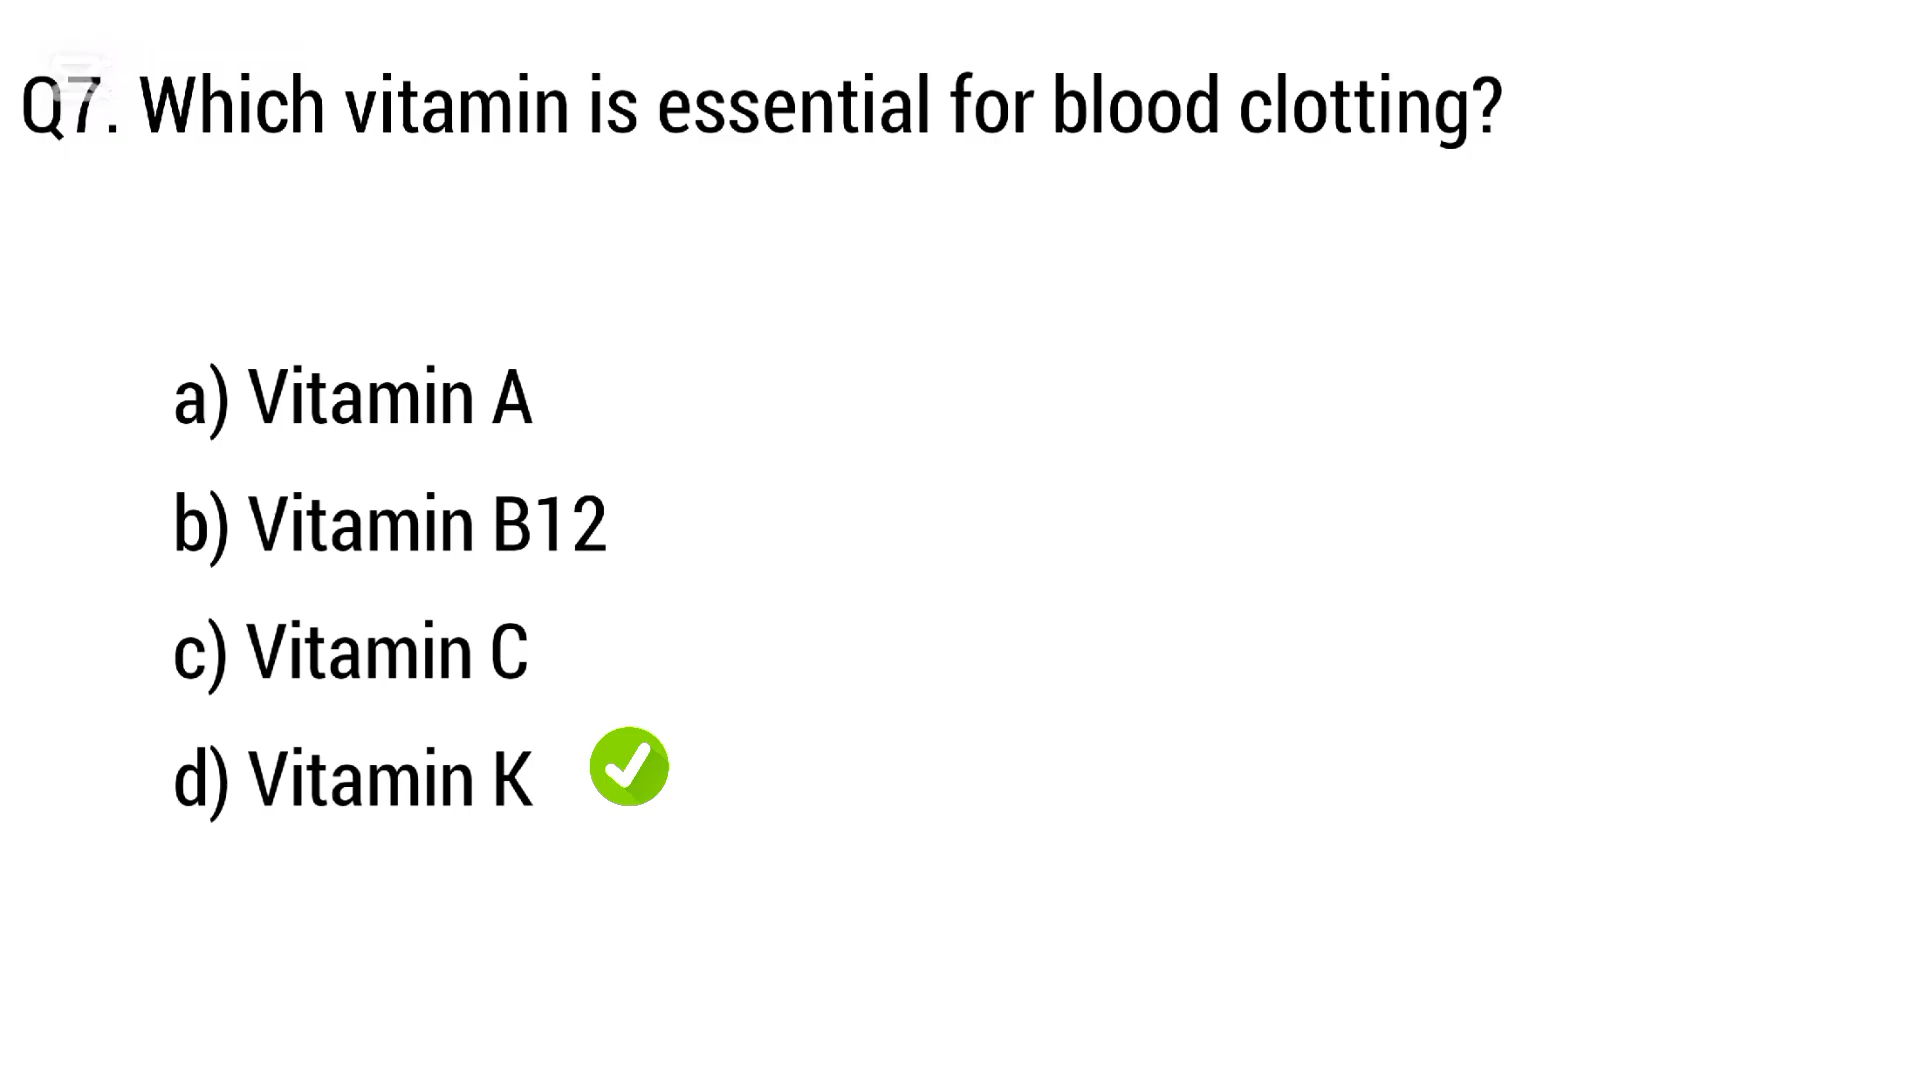 Q7. Which vitamin is essential for blood clotting?
a) Vitamin A
b) Vitamin B12
c) Vitamin C
d) Vitamin K